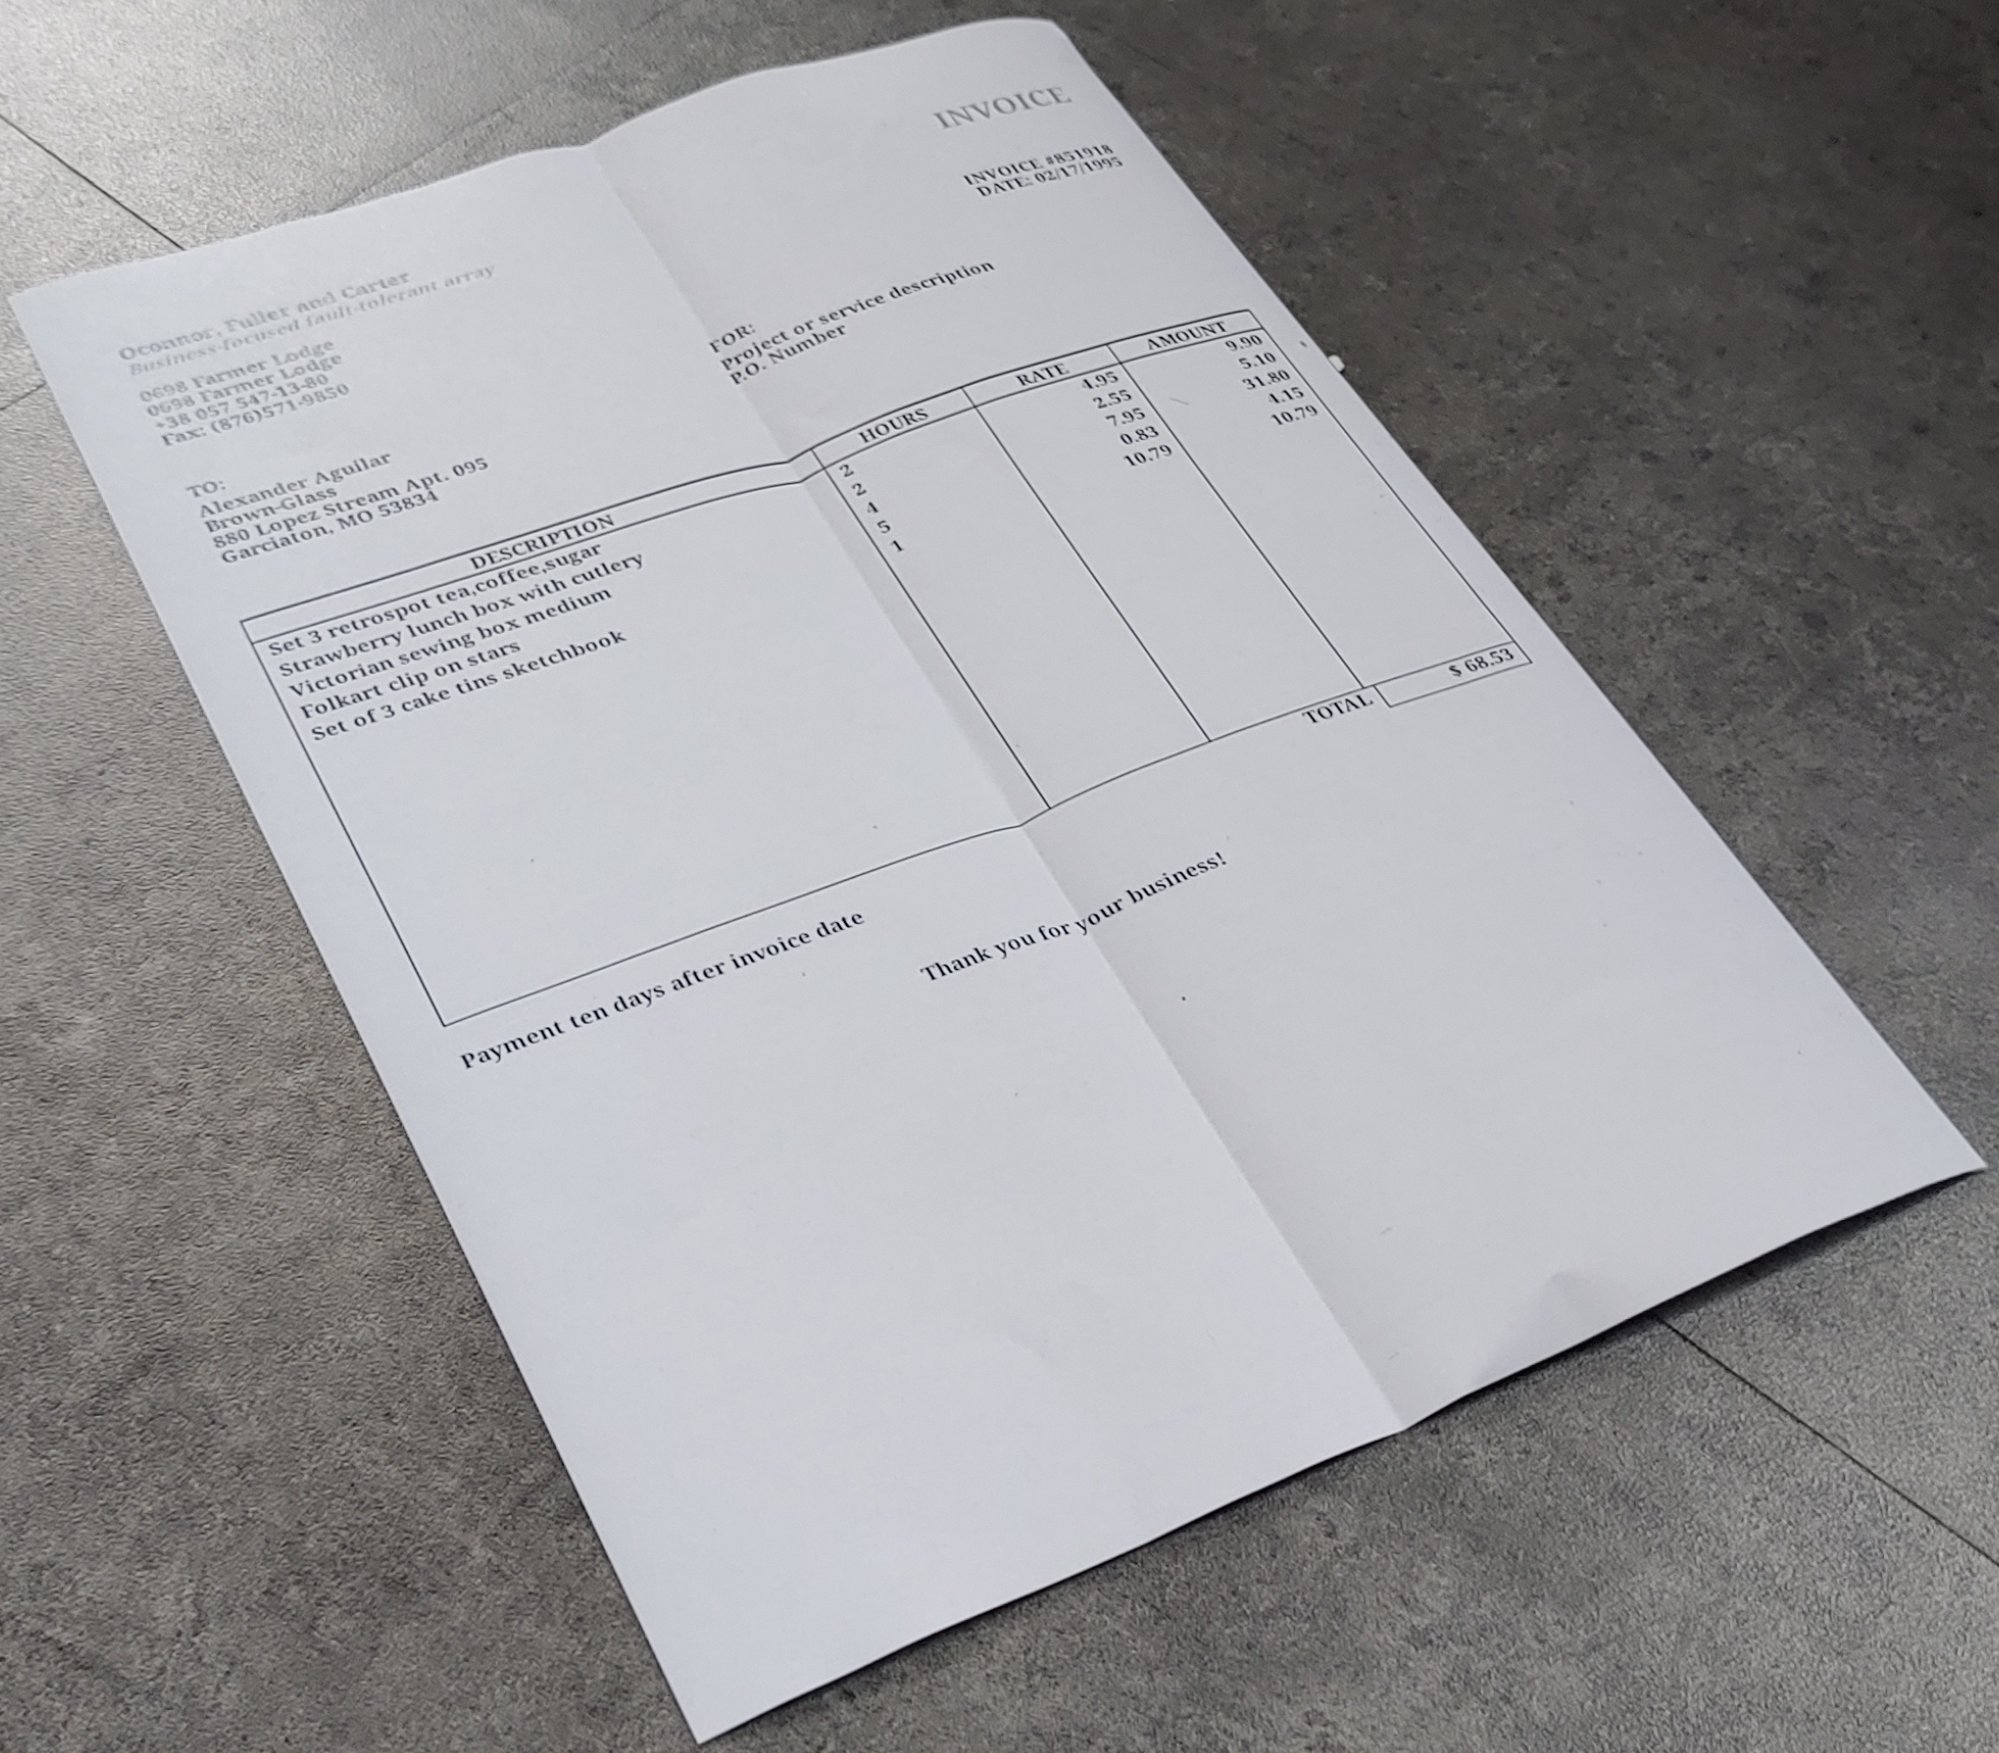 INVOICE
INVOICE #851918
DATE: 02/17/1995
Oconnor, Fuller and Carter
Business-focused fault-tolerant array
0698 Farmer Lodge
0698 Farmer Lodge
+38 057 547-13-80
Fax: (876)571-9850
TO:
Alexander Aguilar
Brown-Glass
880 Lopez Stream Apt. 095
Garciaton, MO 53834
FOR:
Project or service description
P.O. Number
DESCRIPTION HOURS RATE AMOUNT
Set 3 retrospot tea,coffee,sugar 2 4.95 9.90
Strawberry lunch box with cutlery 2 2.55 5.10
Victorian sewing box medium 4 7.95 31.80
Folkart clip on stars 5 0.83 4.15
Set of 3 cake tins sketchbook 1 10.79 10.79
TOTAL $ 68.53
Payment ten days after invoice date
Thank you for your business!